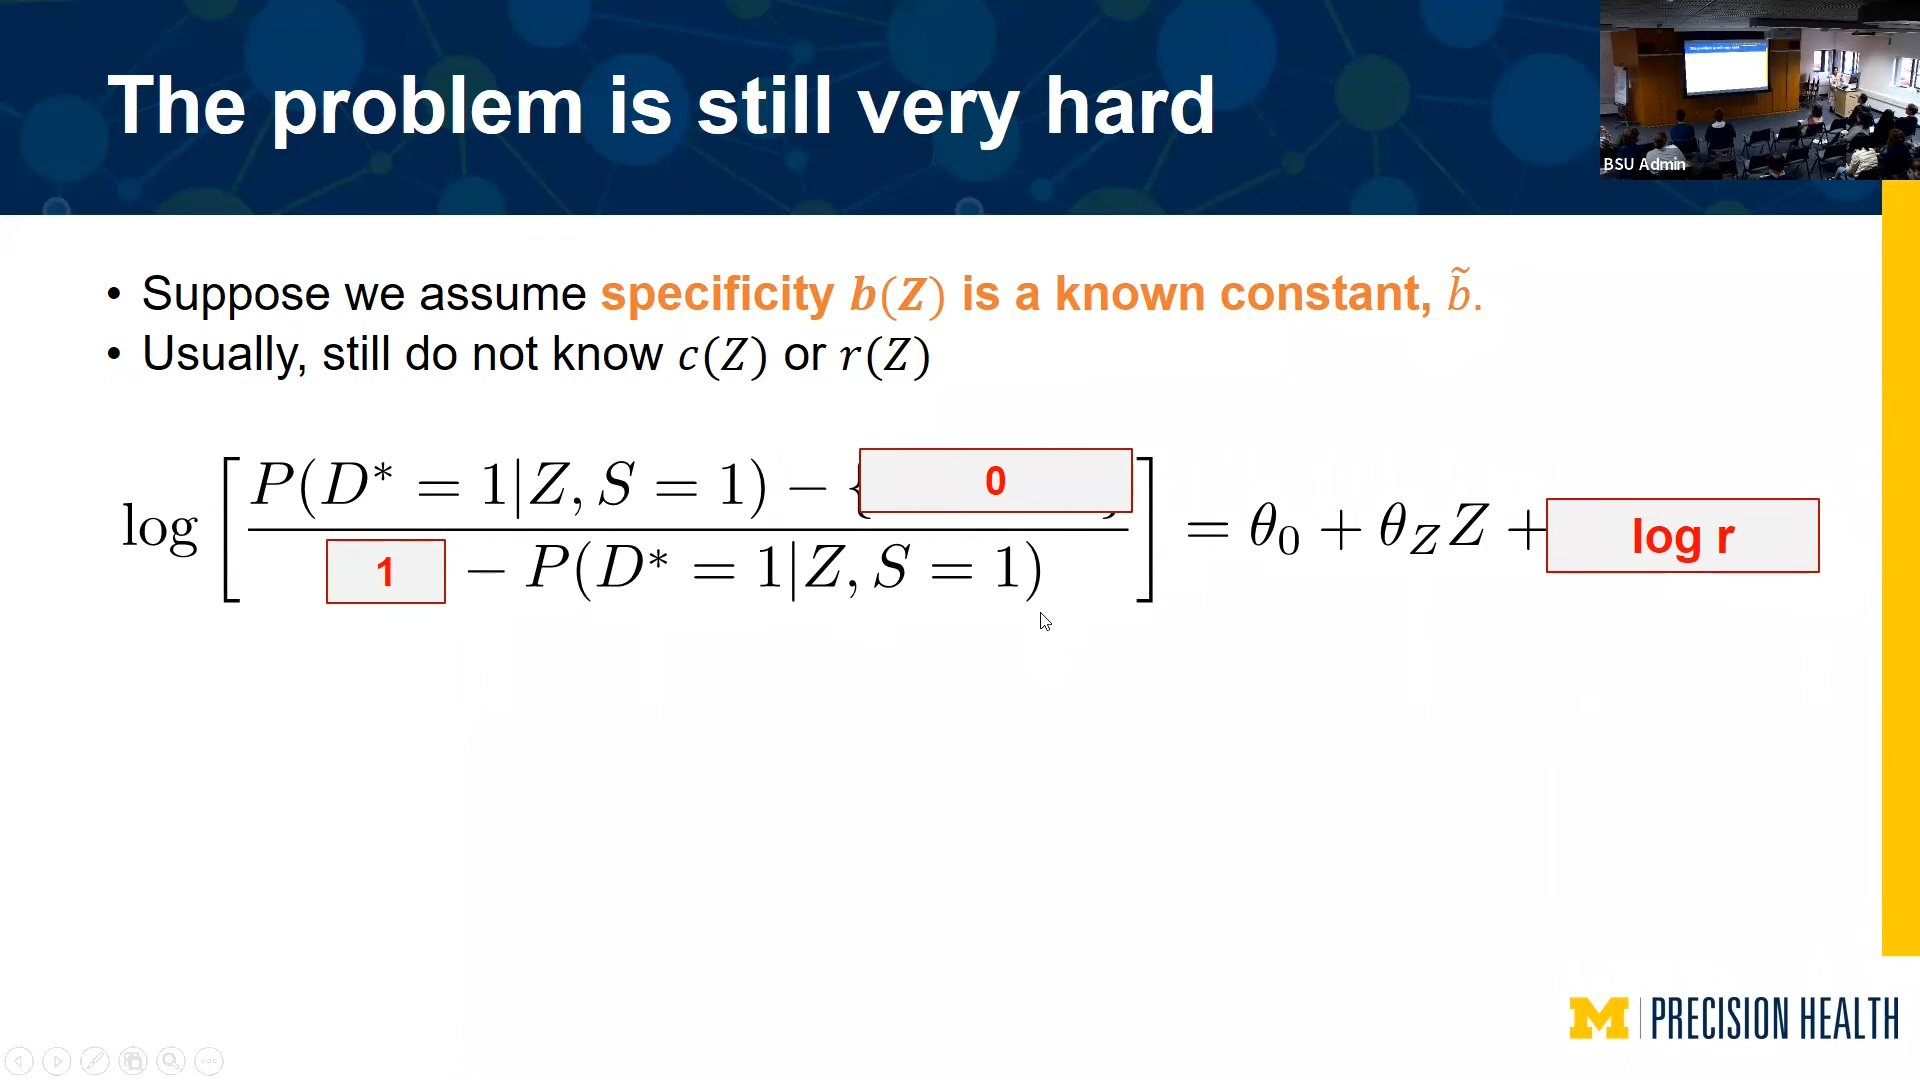 The problem is still very hard
BSU Admin
• Suppose we assume specificity b(Z) is a known constant, b̃.
• Usually, still do not know c(Z) or r(Z)
log [ P(D* = 1|Z, S = 1) − { 0 / 1 − P(D* = 1|Z, S = 1) ] = θ₀ + θ_Z Z + log r
M | PRECISION HEALTH